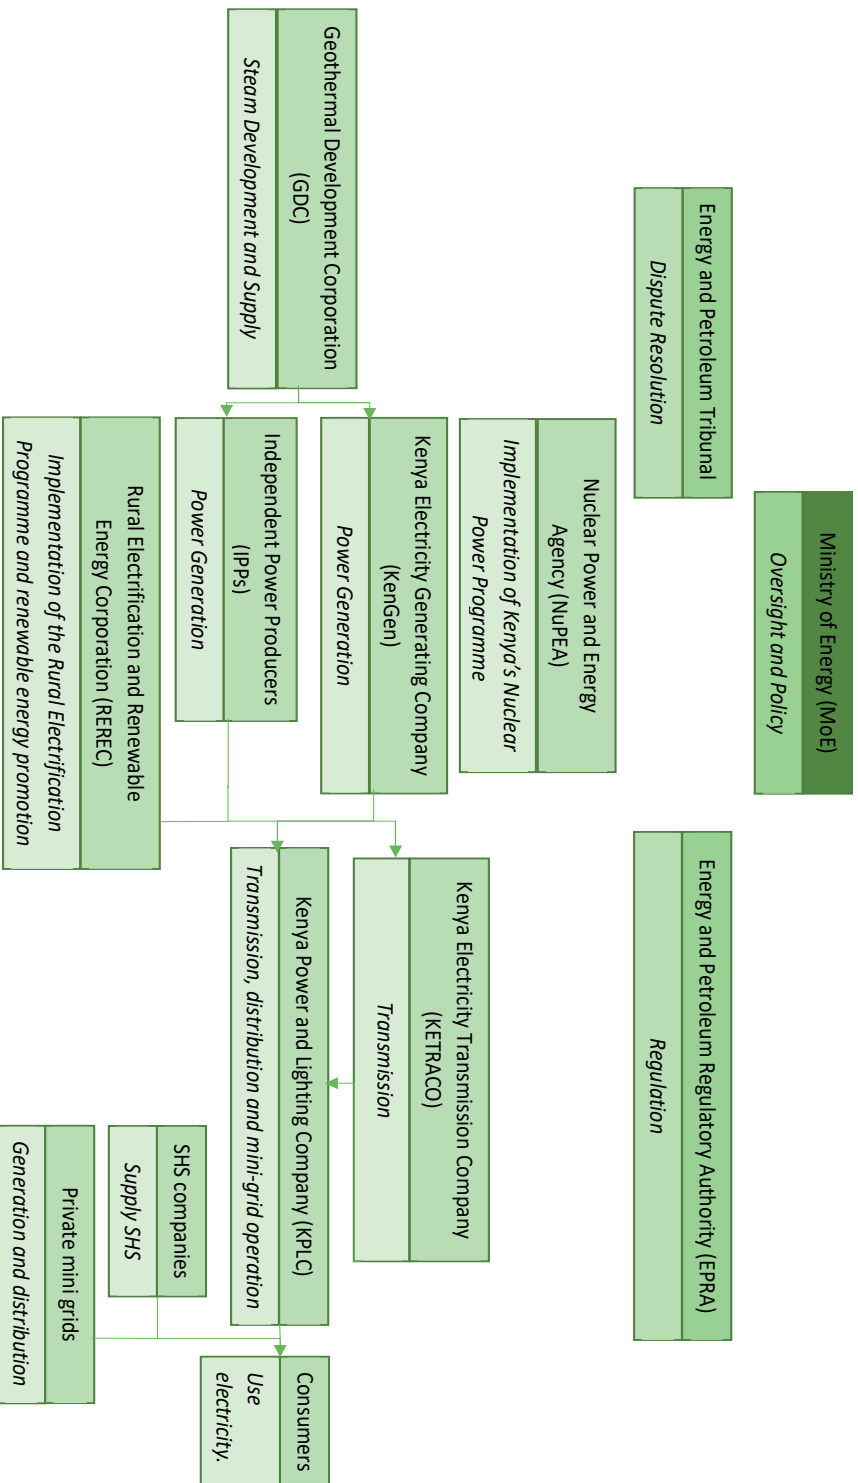 Ministry of Energy (MoE)
Oversight and Policy
Energy and Petroleum Tribunal
Dispute Resolution
Energy and Petroleum Regulatory Authority (EPRA)
Regulation
Nuclear Power and Energy
Agency (NuPEA)
Implementation of Kenya’s Nuclear
Power Programme
Geothermal Development Corporation
(GDC)
Steam Development and Supply
Kenya Electricity Generating Company
(KenGen)
Power Generation
Independent Power Producers
(IPPs)
Power Generation
Rural Electrification and Renewable
Energy Corporation (REREC)
Implementation of the Rural Electrification
Programme and renewable energy promotion
Kenya Electricity Transmission Company
(KETRACO)
Transmission
Kenya Power and Lighting Company (KPLC)
Transmission, distribution and mini-grid operation
SHS companies
Supply SHS
Private mini grids
Generation and distribution
Consumers
Use
electricity.